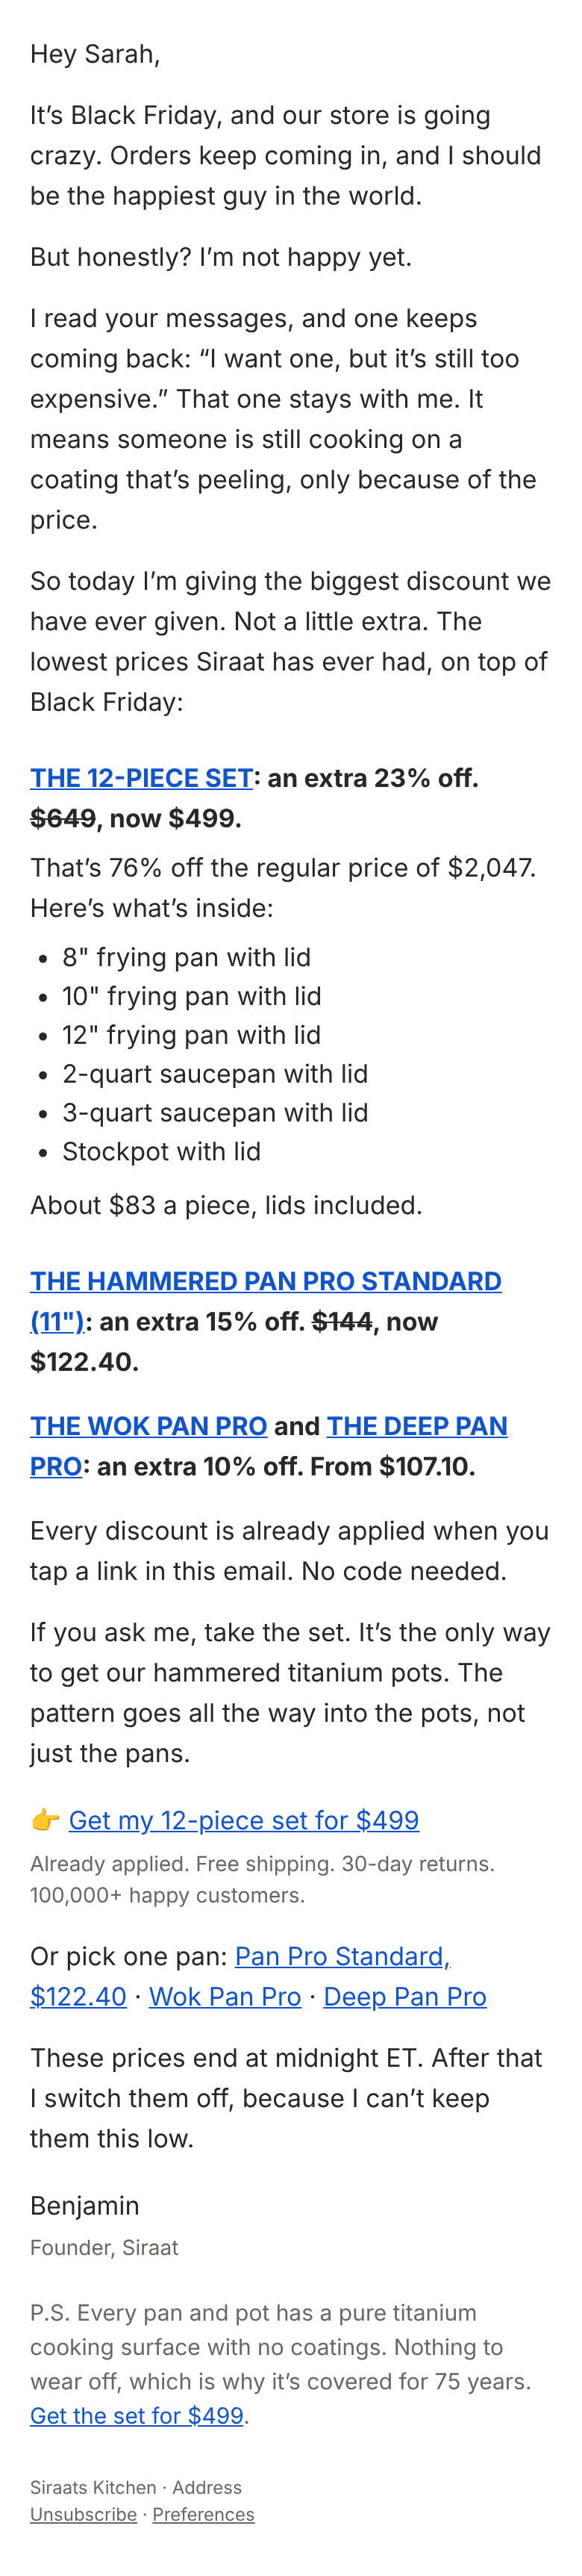 Hey Sarah,
It’s Black Friday, and our store is going
crazy. Orders keep coming in, and I should
be the happiest guy in the world.
But honestly? I’m not happy yet.
I read your messages, and one keeps
coming back: “I want one, but it’s still too
expensive.” That one stays with me. It
means someone is still cooking on a
coating that’s peeling, only because of the
price.
So today I’m giving the biggest discount we
have ever given. Not a little extra. The
lowest prices Siraat has ever had, on top of
Black Friday:
THE 12-PIECE SET: an extra 23% off.
$649, now $499.
That’s 76% off the regular price of $2,047.
Here’s what’s inside:
• 8" frying pan with lid
• 10" frying pan with lid
• 12" frying pan with lid
• 2-quart saucepan with lid
• 3-quart saucepan with lid
• Stockpot with lid
About $83 a piece, lids included.
THE HAMMERED PAN PRO STANDARD
(11"): an extra 15% off. $144, now
$122.40.
THE WOK PAN PRO and THE DEEP PAN
PRO: an extra 10% off. From $107.10.
Every discount is already applied when you
tap a link in this email. No code needed.
If you ask me, take the set. It’s the only way
to get our hammered titanium pots. The
pattern goes all the way into the pots, not
just the pans.
👉 Get my 12-piece set for $499
Already applied. Free shipping. 30-day returns.
100,000+ happy customers.
Or pick one pan: Pan Pro Standard,
$122.40 · Wok Pan Pro · Deep Pan Pro
These prices end at midnight ET. After that
I switch them off, because I can’t keep
them this low.
Benjamin
Founder, Siraat
P.S. Every pan and pot has a pure titanium
cooking surface with no coatings. Nothing to
wear off, which is why it’s covered for 75 years.
Get the set for $499.
Siraats Kitchen · Address
Unsubscribe · Preferences